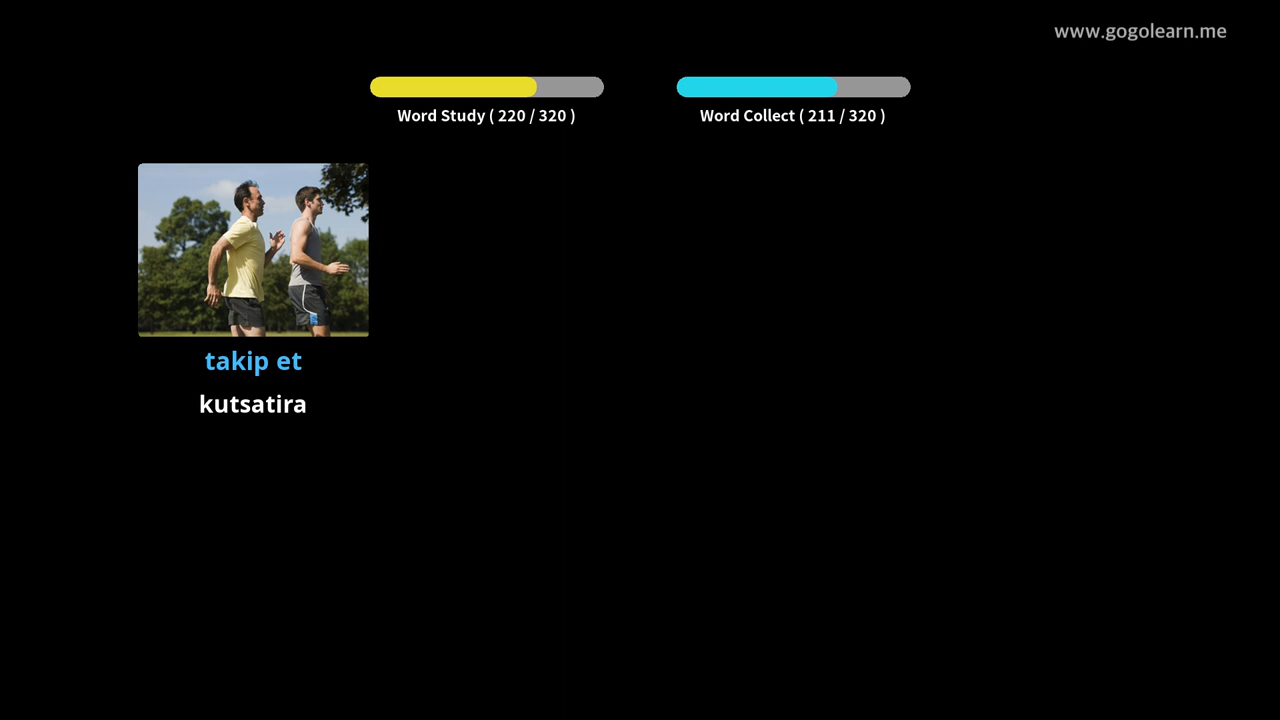 www.gogolearn.me
Word Study ( 220 / 320 )
Word Collect ( 211 / 320 )
takip et
kutsatira